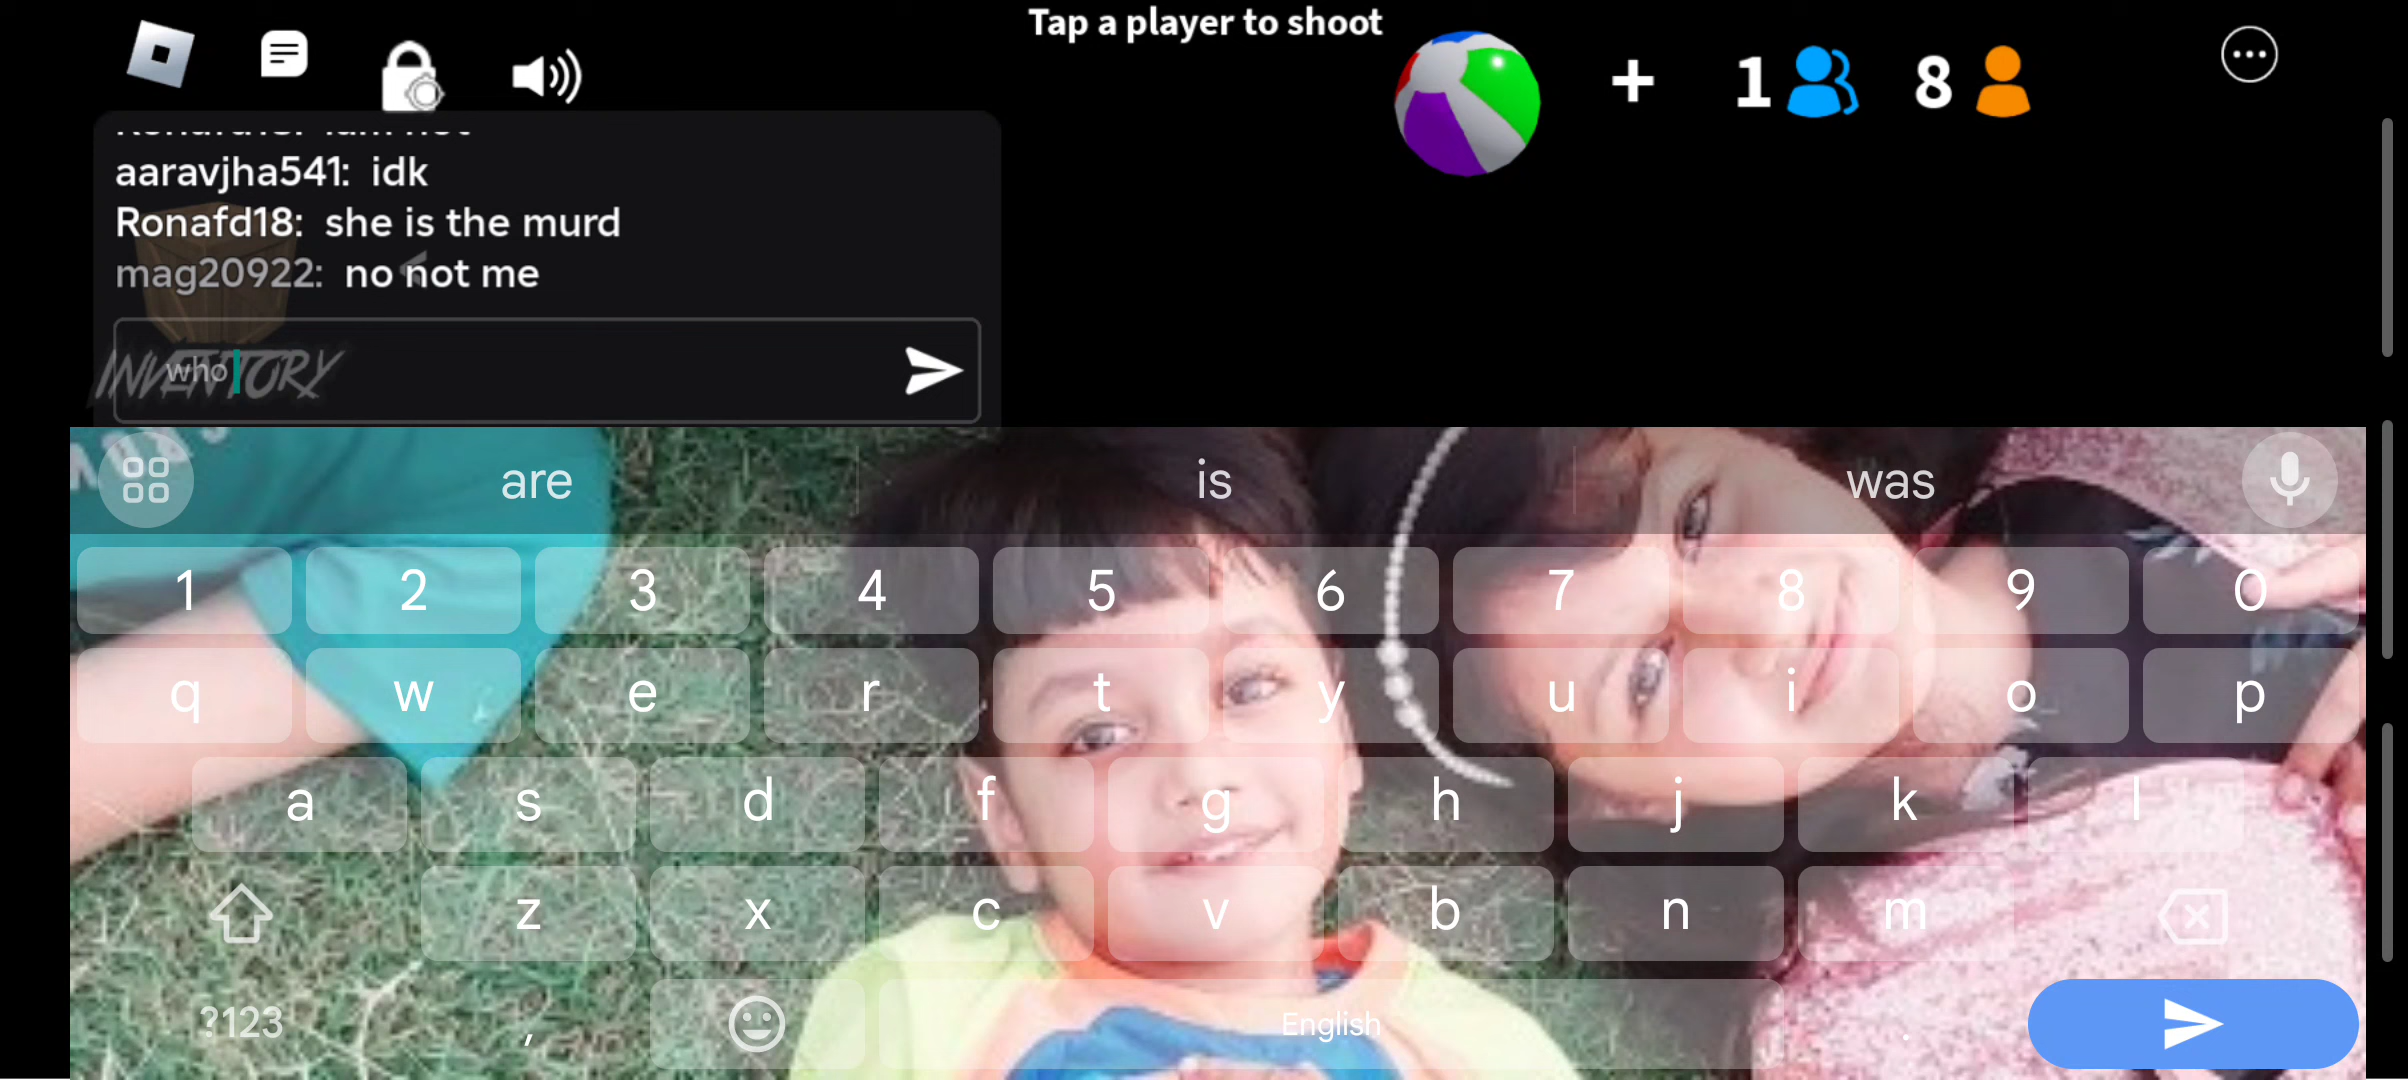 Tap a player to shoot
+ 1 8
aaravjha541: idk
Ronafd18: she is the murd
mag20922: no not me
who
INVENTORY
are is was
1 2 3 4 5 6 7 8 9 0
q w e r t y u i o p
a s d f g h j k l
z x c v b n m
?123 , English .